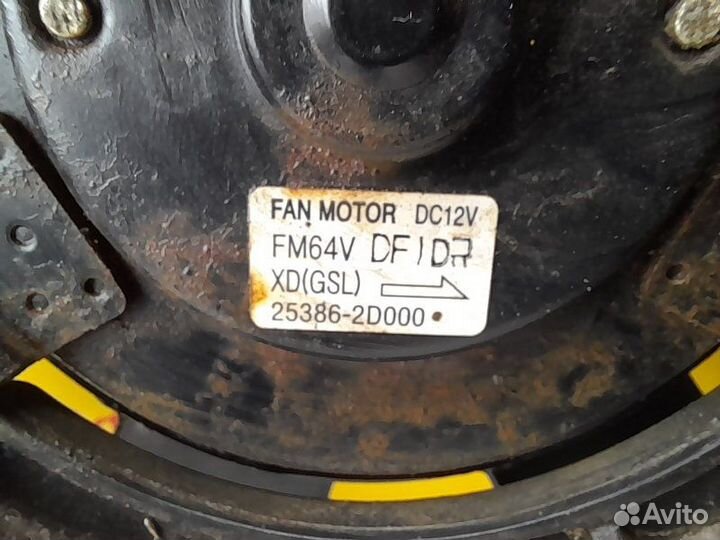 FAN MOTOR DC12V
FM64V DF1DR
XD(GSL)
25386-2D000
Avito